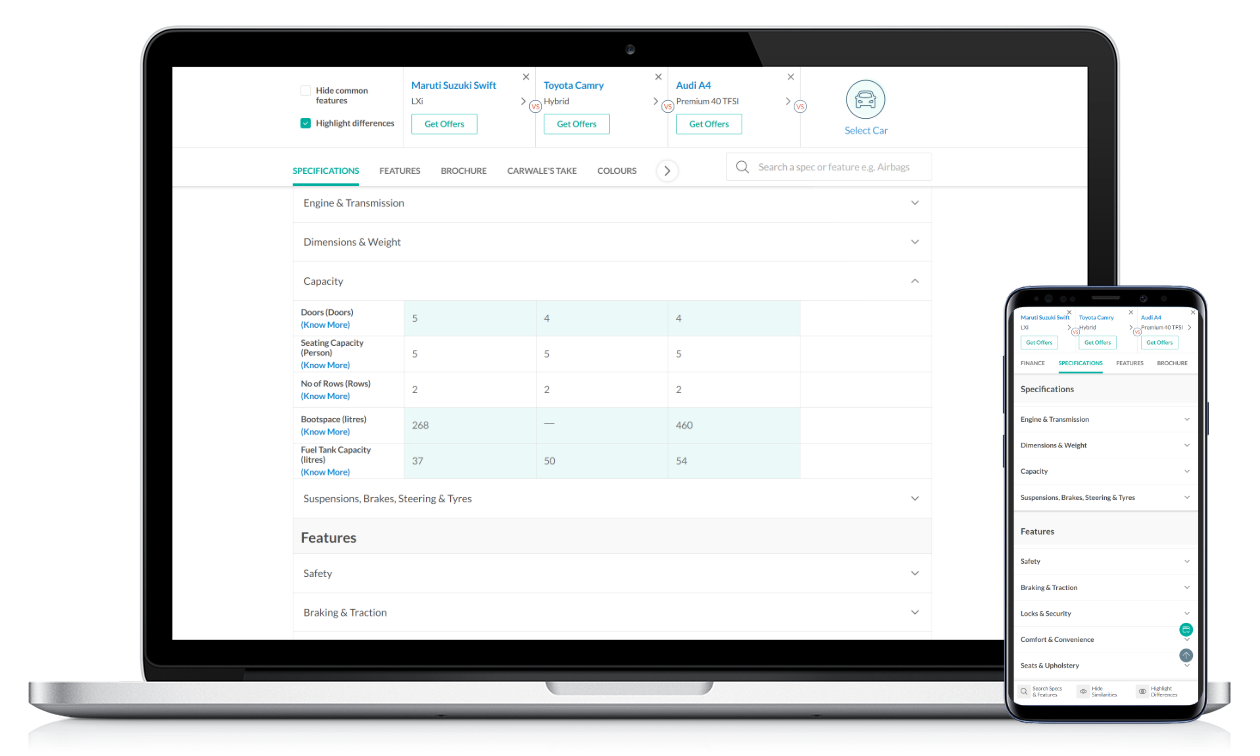 Hide common
features
Highlight differences
Maruti Suzuki Swift
LXi
Get Offers
VS
Toyota Camry
Hybrid
Get Offers
VS
Audi A4
Premium 40 TFSI
Get Offers
VS
Select Car
SPECIFICATIONS FEATURES BROCHURE CARWALE'S TAKE COLOURS
Search a spec or feature e.g. Airbags
Engine & Transmission
Dimensions & Weight
Capacity
Doors (Doors)
(Know More)
5 4 4
Seating Capacity
(Person)
(Know More)
5 5 5
No of Rows (Rows)
(Know More)
2 2 2
Bootspace (litres)
(Know More)
268 — 460
Fuel Tank Capacity
(litres)
(Know More)
37 50 54
Suspensions, Brakes, Steering & Tyres
Features
Safety
Braking & Traction
Maruti Suzuki Swift
LXi
Get Offers
VS
Toyota Camry
Hybrid
Get Offers
VS
Audi A4
Premium 40 TFSI
Get Offers
FINANCE SPECIFICATIONS FEATURES BROCHURE
Specifications
Engine & Transmission
Dimensions & Weight
Capacity
Suspensions, Brakes, Steering & Tyres
Features
Safety
Braking & Traction
Locks & Security
Comfort & Convenience
Seats & Upholstery
Search Specs
& Features
Hide
Similarities
Highlight
Differences